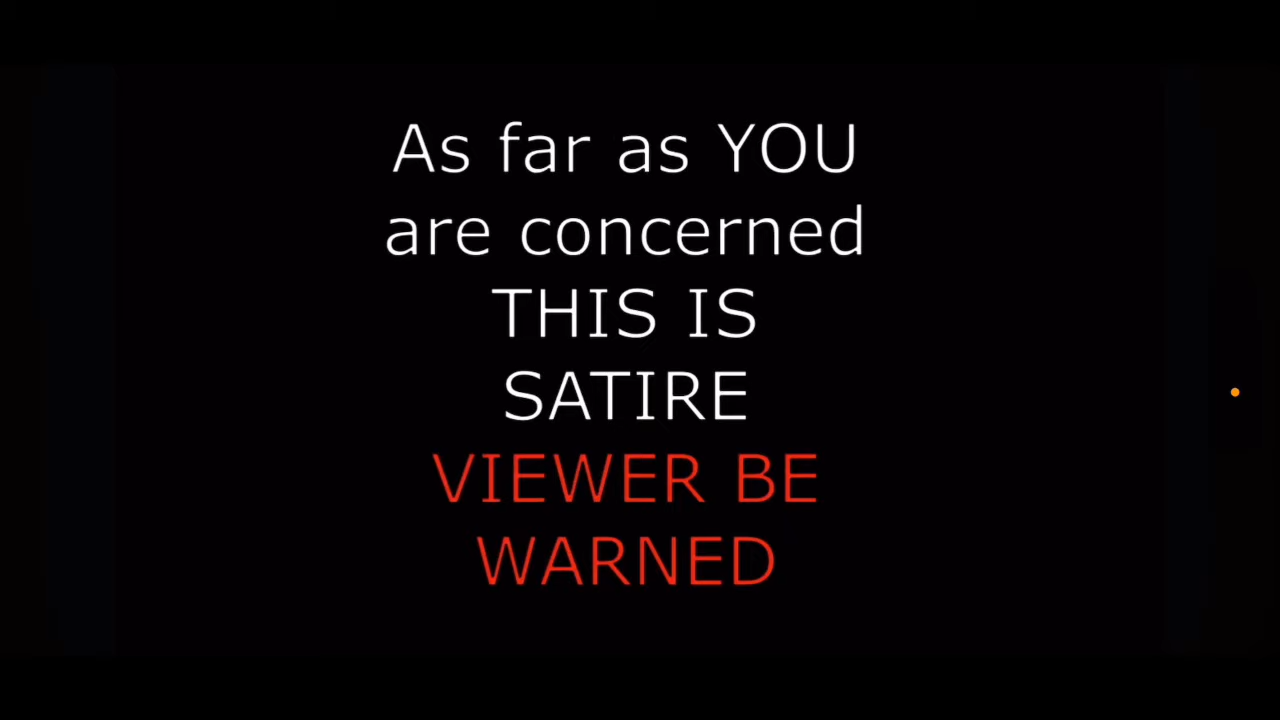 As far as YOU
are concerned
THIS IS
SATIRE
VIEWER BE
WARNED